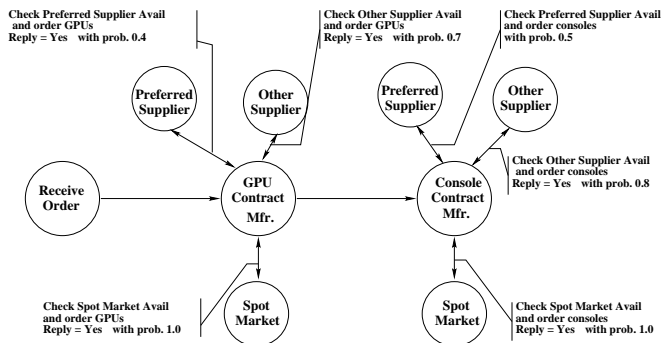 Check Preferred Supplier Avail
and order GPUs
Reply = Yes with prob. 0.4
Check Other Supplier Avail
and order GPUs
Reply = Yes with prob. 0.7
Check Preferred Supplier Avail
and order consoles
with prob. 0.5
Preferred
Supplier
Other
Supplier
Preferred
Supplier
Other
Supplier
Check Other Supplier Avail
and order consoles
Reply = Yes with prob. 0.8
Receive
Order
GPU
Contract
Mfr.
Console
Contract
Mfr.
Check Spot Market Avail
and order GPUs
Reply = Yes with prob. 1.0
Spot
Market
Spot
Market
Check Spot Market Avail
and order consoles
Reply = Yes with prob. 1.0